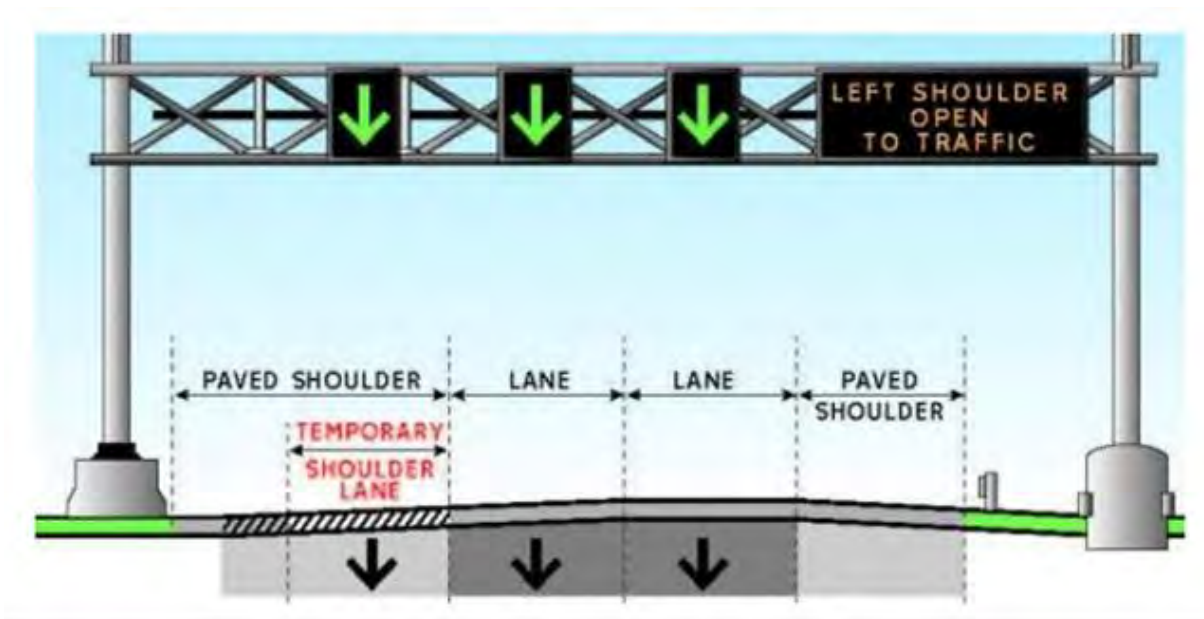 LEFT SHOULDER
OPEN
TO TRAFFIC
PAVED SHOULDER
LANE
LANE
PAVED
SHOULDER
TEMPORARY
SHOULDER
LANE